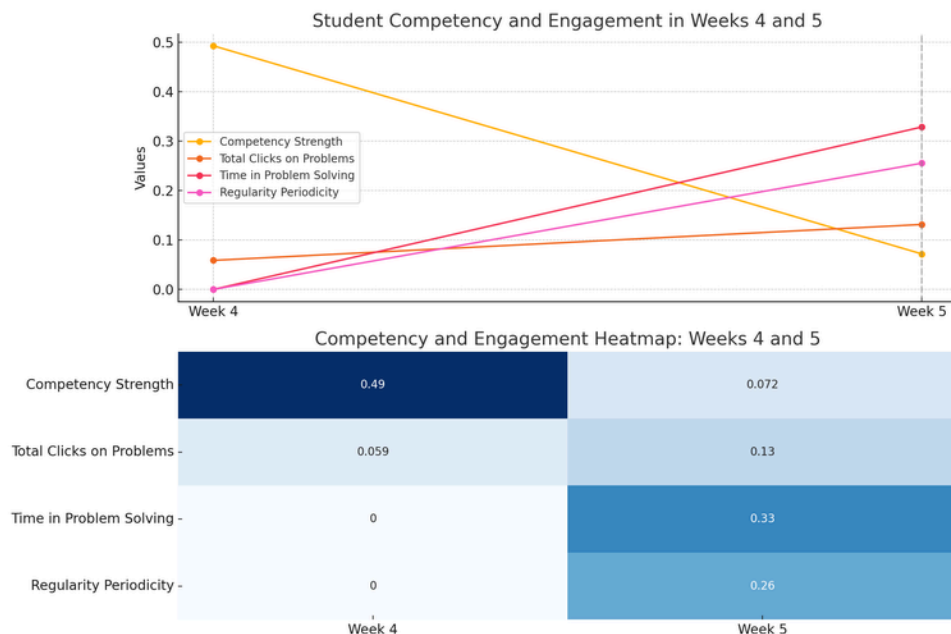 Student Competency and Engagement in Weeks 4 and 5
0.5
0.4
0.3
0.2
0.1
0.0
Values
Competency Strength
Total Clicks on Problems
Time in Problem Solving
Regularity Periodicity
Week 4 Week 5
Competency and Engagement Heatmap: Weeks 4 and 5
Competency Strength 0.49 0.072
Total Clicks on Problems 0.059 0.13
Time in Problem Solving 0 0.33
Regularity Periodicity 0 0.26
Week 4 Week 5